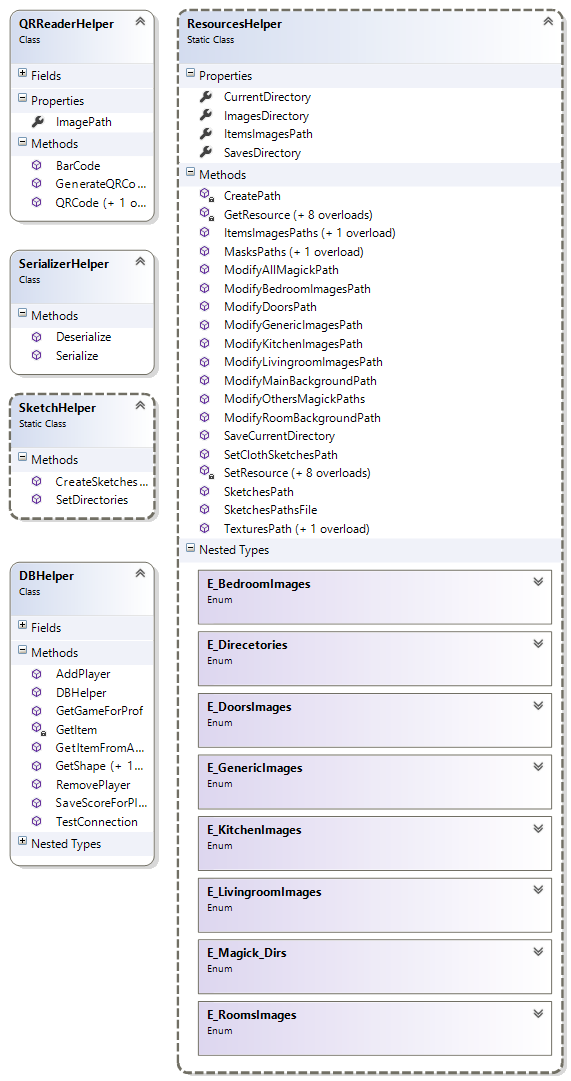 QRReaderHelper
Class
Fields
Properties
ImagePath
Methods
BarCode
GenerateQRCo...
QRCode (+ 1 o...
SerializerHelper
Class
Methods
Deserialize
Serialize
SketchHelper
Static Class
Methods
CreateSketches...
SetDirectories
DBHelper
Class
Fields
Methods
AddPlayer
DBHelper
GetGameForProf
GetItem
GetItemFromA...
GetShape (+ 1...
RemovePlayer
SaveScoreForPl...
TestConnection
Nested Types
ResourcesHelper
Static Class
Properties
CurrentDirectory
ImagesDirectory
ItemsImagesPath
SavesDirectory
Methods
CreatePath
GetResource (+ 8 overloads)
ItemsImagesPaths (+ 1 overload)
MasksPaths (+ 1 overload)
ModifyAllMagickPath
ModifyBedroomImagesPath
ModifyDoorsPath
ModifyGenericImagesPath
ModifyKitchenImagesPath
ModifyLivingroomImagesPath
ModifyMainBackgroundPath
ModifyOthersMagickPaths
ModifyRoomBackgroundPath
SaveCurrentDirectory
SetClothSketchesPath
SetResource (+ 8 overloads)
SketchesPath
SketchesPathsFile
TexturesPath (+ 1 overload)
Nested Types
E_BedroomImages
Enum
E_Direcetories
Enum
E_DoorsImages
Enum
E_GenericImages
Enum
E_KitchenImages
Enum
E_LivingroomImages
Enum
E_Magick_Dirs
Enum
E_RoomsImages
Enum